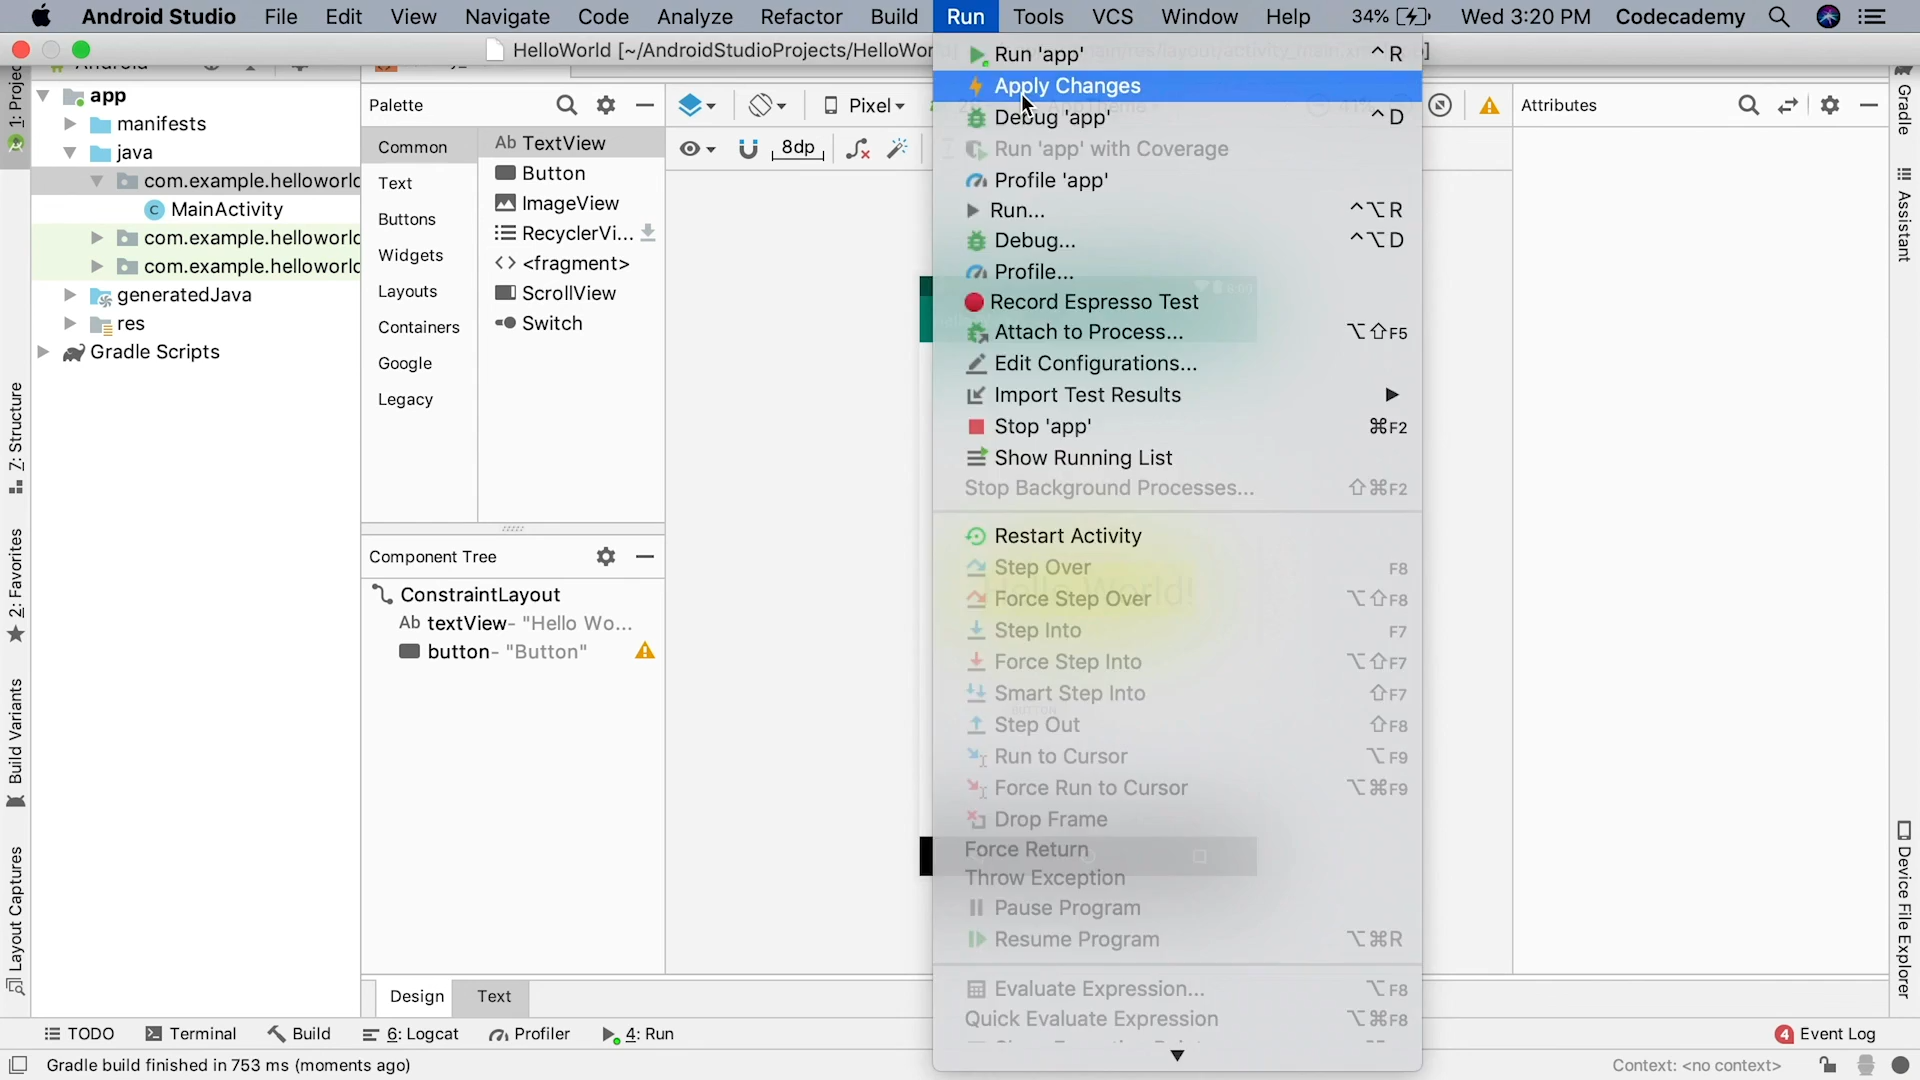 Android Studio File Edit View Navigate Code Analyze Refactor Build Run Tools VCS Window Help 34% Wed 3:20 PM Codecademy
HelloWorld [~/AndroidStudioProjects/HelloWor
1: Projec
Z: Structure
2: Favorites
Build Variants
Layout Captures
app
manifests
java
com.example.helloworld
MainActivity
com.example.helloworld
com.example.helloworld
generatedJava
res
Gradle Scripts
Palette
Common
Text
Buttons
Widgets
Layouts
Containers
Google
Legacy
Ab TextView
Button
ImageView
RecyclerVi...
<> <fragment>
ScrollView
Switch
Component Tree
ConstraintLayout
Ab textView- "Hello Wo...
button- "Button"
Pixel
8dp
Run 'app' ^R
Apply Changes
Debug 'app' ^D
Run 'app' with Coverage
Profile 'app'
Run... ^⌥R
Debug... ^⌥D
Profile...
Record Espresso Test
Attach to Process... ⌥⇧F5
Edit Configurations...
Import Test Results
Stop 'app' ⌘F2
Show Running List
Stop Background Processes... ⇧⌘F2
Restart Activity
Step Over F8
Force Step Over ⌥⇧F8
Step Into F7
Force Step Into ⌥⇧F7
Smart Step Into ⇧F7
Step Out ⇧F8
Run to Cursor ⌥F9
Force Run to Cursor ⌥⌘F9
Drop Frame
Force Return
Throw Exception
Pause Program
Resume Program ⌥⌘R
Evaluate Expression... ⌥F8
Quick Evaluate Expression ⌥⌘F8
Hello World!
BUTTON
Attributes
Gradle
Assistant
Device File Explorer
Design Text
TODO Terminal Build 6: Logcat Profiler 4: Run 4 Event Log
Gradle build finished in 753 ms (moments ago) Context: <no context>